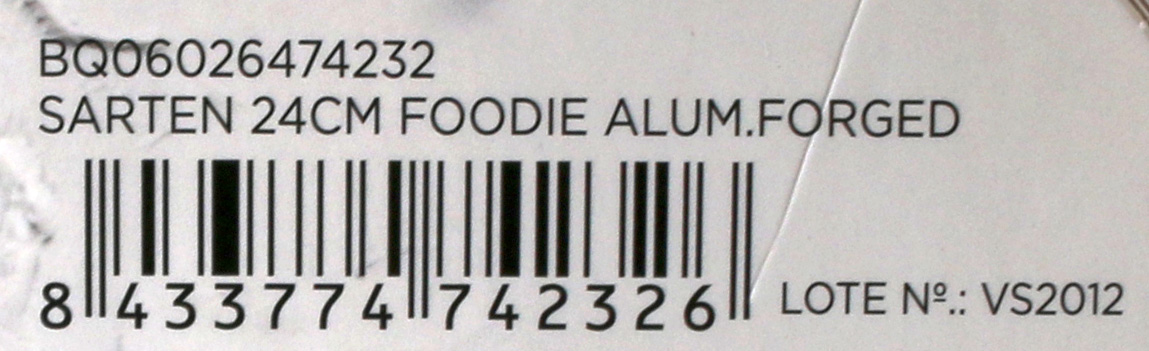 BQ06026474232
SARTEN 24CM FOODIE ALUM.FORGED
8 433774 742326
LOTE Nº.: VS2012